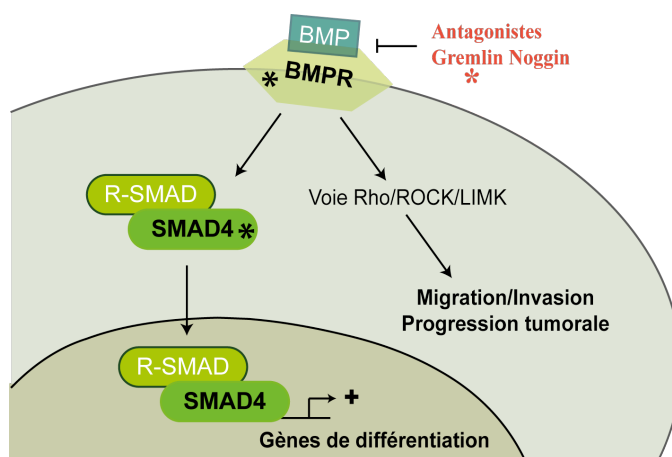 BMP
Antagonistes
Gremlin Noggin
*
* BMPR
R-SMAD
SMAD4*
Voie Rho/ROCK/LIMK
Migration/Invasion
Progression tumorale
R-SMAD
SMAD4
+
Gènes de différentiation